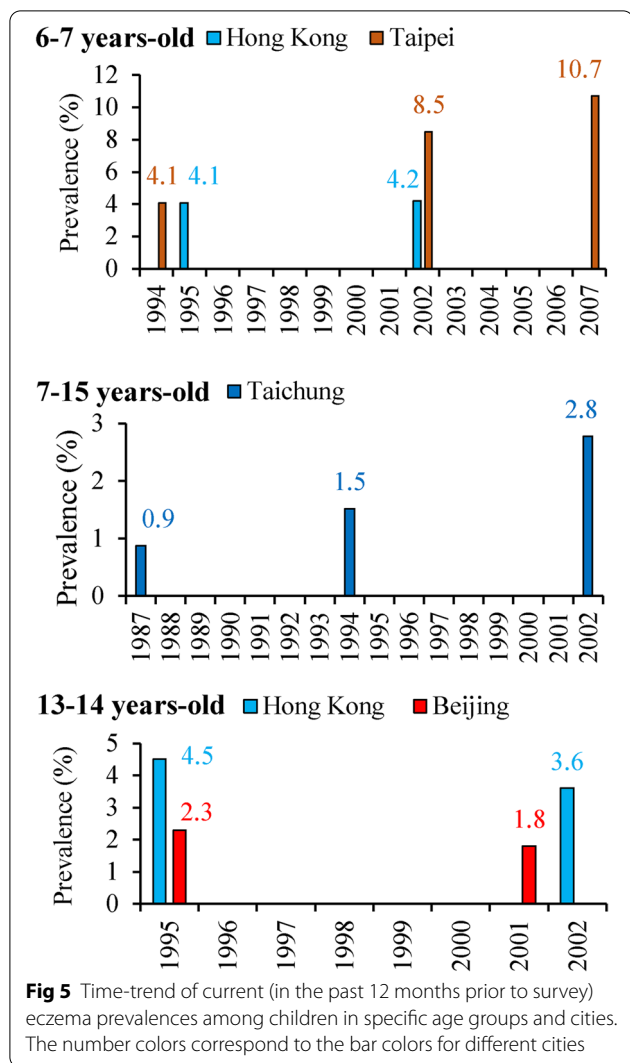 6-7 years-old Hong Kong Taipei
Prevalence (%)
12
10
8
6
4
2
0
4.1
4.1
4.2
8.5
10.7
1994 1995 1996 1997 1998 1999 2000 2001 2002 2003 2004 2005 2006 2007
7-15 years-old Taichung
Prevalence (%)
3
2
1
0
0.9
1.5
2.8
1987 1988 1989 1990 1991 1992 1993 1994 1995 1996 1997 1998 1999 2000 2001 2002
13-14 years-old Hong Kong Beijing
Prevalence (%)
5
4
3
2
1
0
4.5
2.3
1.8
3.6
1995 1996 1997 1998 1999 2000 2001 2002
Fig 5 Time-trend of current (in the past 12 months prior to survey)
eczema prevalences among children in specific age groups and cities.
The number colors correspond to the bar colors for different cities